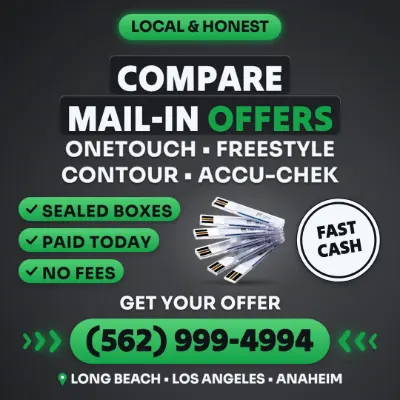 LOCAL & HONEST
COMPARE
MAIL-IN OFFERS
ONETOUCH ▪ FREESTYLE
CONTOUR ▪ ACCU-CHEK
SEALED BOXES
PAID TODAY
NO FEES
FAST
CASH
GET YOUR OFFER
(562) 999-4994
LONG BEACH ▪ LOS ANGELES ▪ ANAHEIM